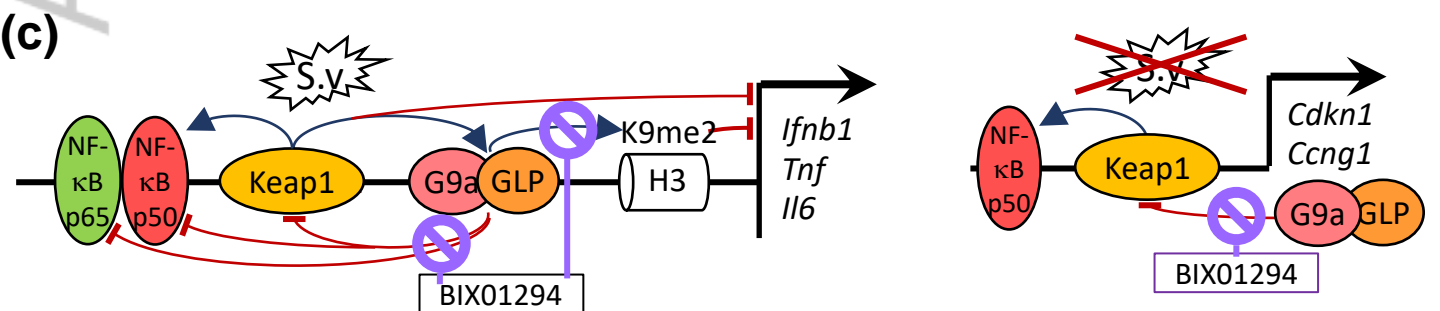 (c)
S.v
NF-
κB
p65
NF-
κB
p50
Keap1
G9a
GLP
K9me2
H3
Ifnb1
Tnf
Il6
BIX01294
S.v
NF-
κB
p50
Keap1
Cdkn1
Ccng1
G9a
GLP
BIX01294